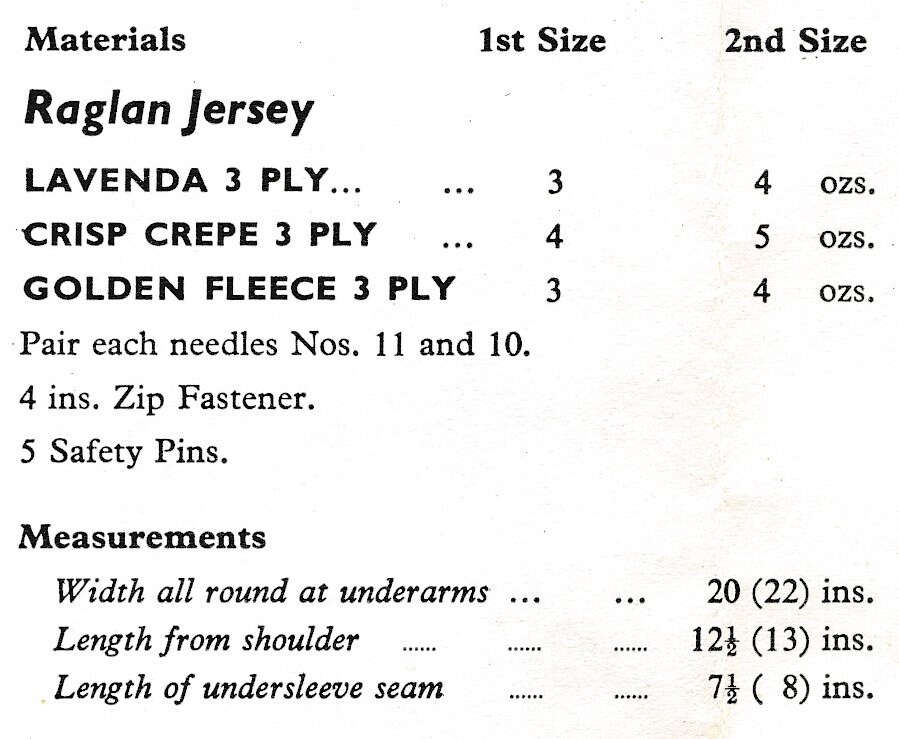 Materials 1st Size 2nd Size
Raglan Jersey
LAVENDA 3 PLY... ... 3 4 ozs.
CRISP CREPE 3 PLY ... 4 5 ozs.
GOLDEN FLEECE 3 PLY 3 4 ozs.
Pair each needles Nos. 11 and 10.
4 ins. Zip Fastener.
5 Safety Pins.
Measurements
Width all round at underarms ... ... 20 (22) ins.
Length from shoulder ...... ...... ...... 12½ (13) ins.
Length of undersleeve seam ...... ...... 7½ ( 8) ins.